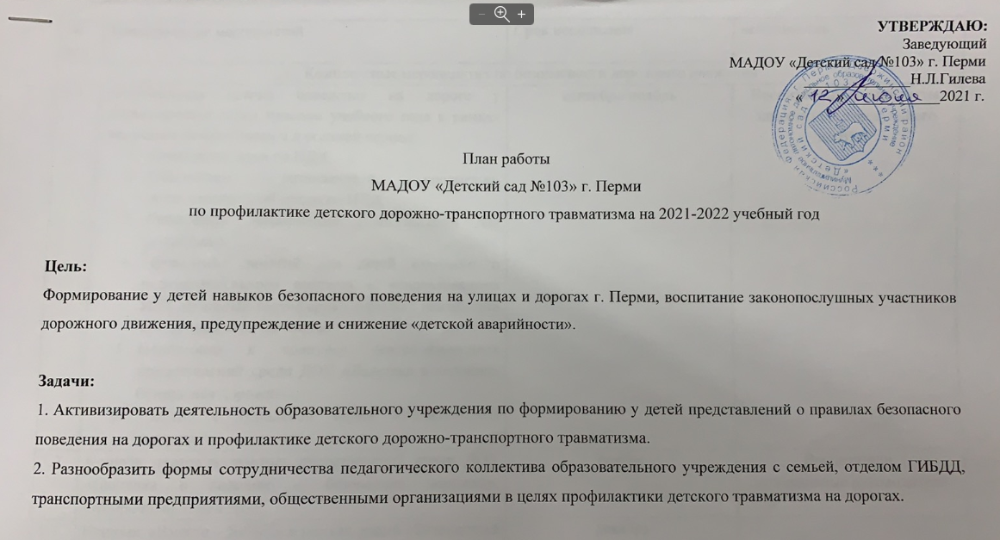 УТВЕРЖДАЮ:
Заведующий
МАДОУ «Детский сад №103» г. Перми
Н.Л.Гилева
« 12 » 2021 г.
План работы
МАДОУ «Детский сад №103» г. Перми
по профилактике детского дорожно-транспортного травматизма на 2021-2022 учебный год
Цель:
Формирование у детей навыков безопасного поведения на улицах и дорогах г. Перми, воспитание законопослушных участников
дорожного движения, предупреждение и снижение «детской аварийности».
Задачи:
1. Активизировать деятельность образовательного учреждения по формированию у детей представлений о правилах безопасного
поведения на дорогах и профилактике детского дорожно-транспортного травматизма.
2. Разнообразить формы сотрудничества педагогического коллектива образовательного учреждения с семьей, отделом ГИБДД,
транспортными предприятиями, общественными организациями в целях профилактики детского травматизма на дорогах.